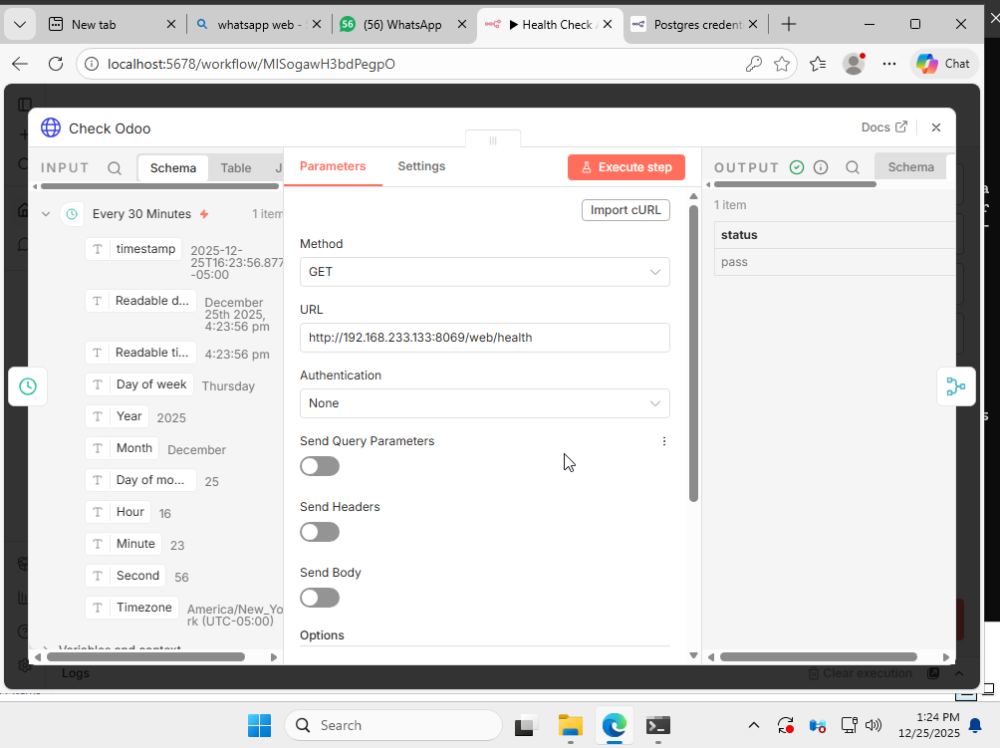 New tab
whatsapp web -
56
(56) WhatsApp
Health Check
Postgres credent
localhost:5678/workflow/MISogawH3bdPegpO
Chat
Check Odoo
Docs
INPUT
Schema
Table
J
Parameters
Settings
Execute step
OUTPUT
Schema
Every 30 Minutes
1 item
Import cURL
1 item
T timestamp 2025-12-
25T16:23:56.877
-05:00
Method
GET
status
pass
T Readable d... December
25th 2025,
4:23:56 pm
URL
http://192.168.233.133:8069/web/health
T Readable ti... 4:23:56 pm
T Day of week Thursday
Authentication
None
T Year 2025
T Month December
Send Query Parameters
T Day of mo... 25
T Hour 16
Send Headers
T Minute 23
T Second 56
Send Body
T Timezone America/New_Yo
rk (UTC-05:00)
Options
Variables and context
Logs
Clear execution
Search
1:24 PM
12/25/2025